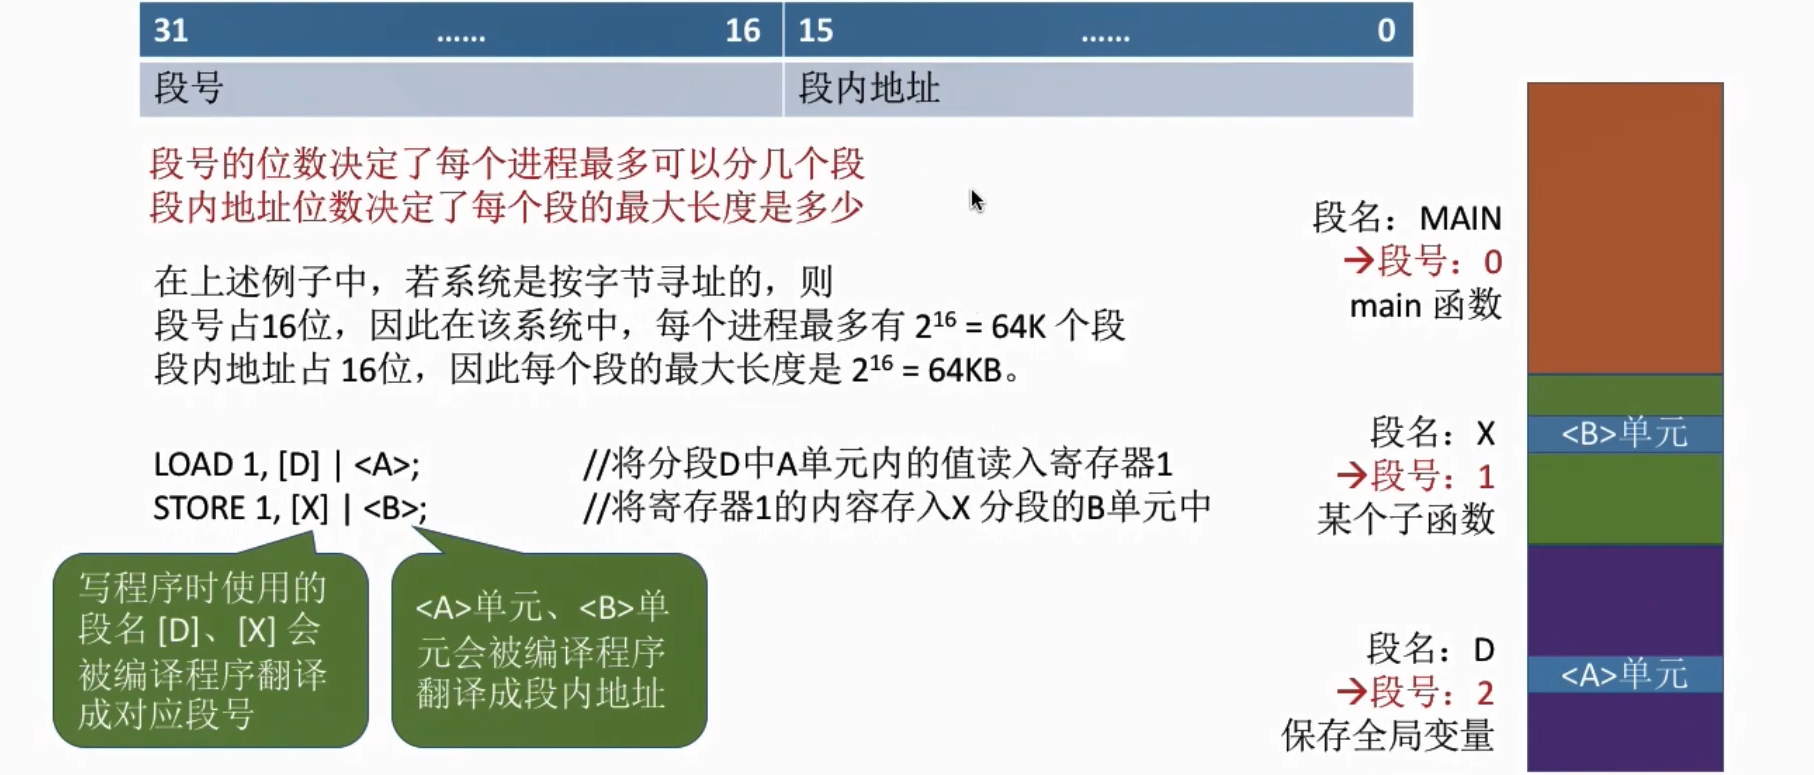 31 ...... 16 15 ...... 0
段号 段内地址
段号的位数决定了每个进程最多可以分几个段
段内地址位数决定了每个段的最大长度是多少
在上述例子中，若系统是按字节寻址的，则
段号占16位，因此在该系统中，每个进程最多有 2¹⁶ = 64K 个段
段内地址占 16位，因此每个段的最大长度是 2¹⁶ = 64KB。
LOAD 1, [D] | <A>; //将分段D中A单元内的值读入寄存器1
STORE 1, [X] | <B>; //将寄存器1的内容存入X 分段的B单元中
写程序时使用的
段名 [D]、[X] 会
被编译程序翻译
成对应段号
<A>单元、<B>单
元会被编译程序
翻译成段内地址
段名：MAIN
→段号：0
main 函数
段名：X
→段号：1
某个子函数
<B>单元
段名：D
→段号：2
保存全局变量
<A>单元